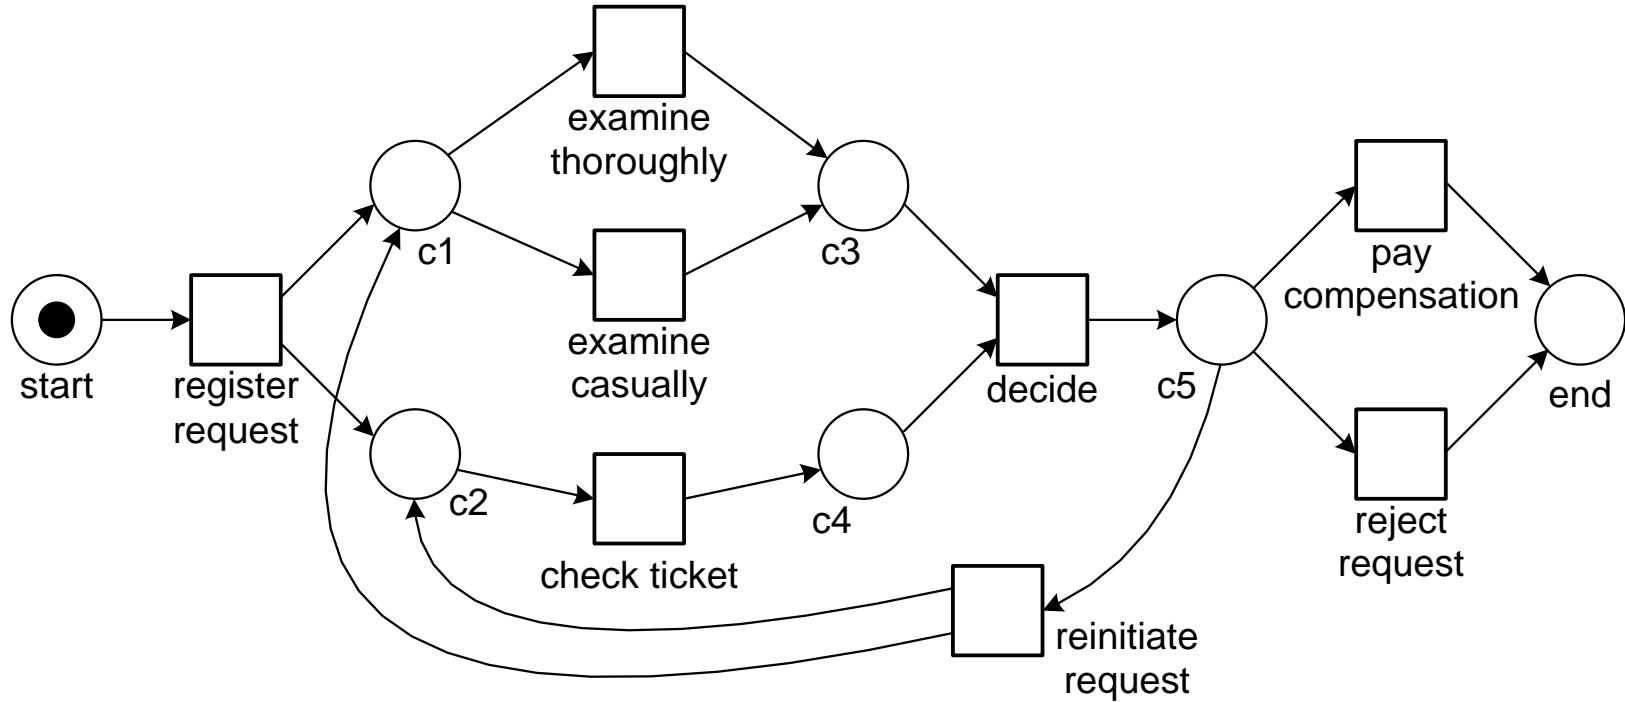 examine
thoroughly
c1
c3
pay
compensation
examine
casually
start
register
request
decide
c5
end
c2
c4
reject
request
check ticket
reinitiate
request